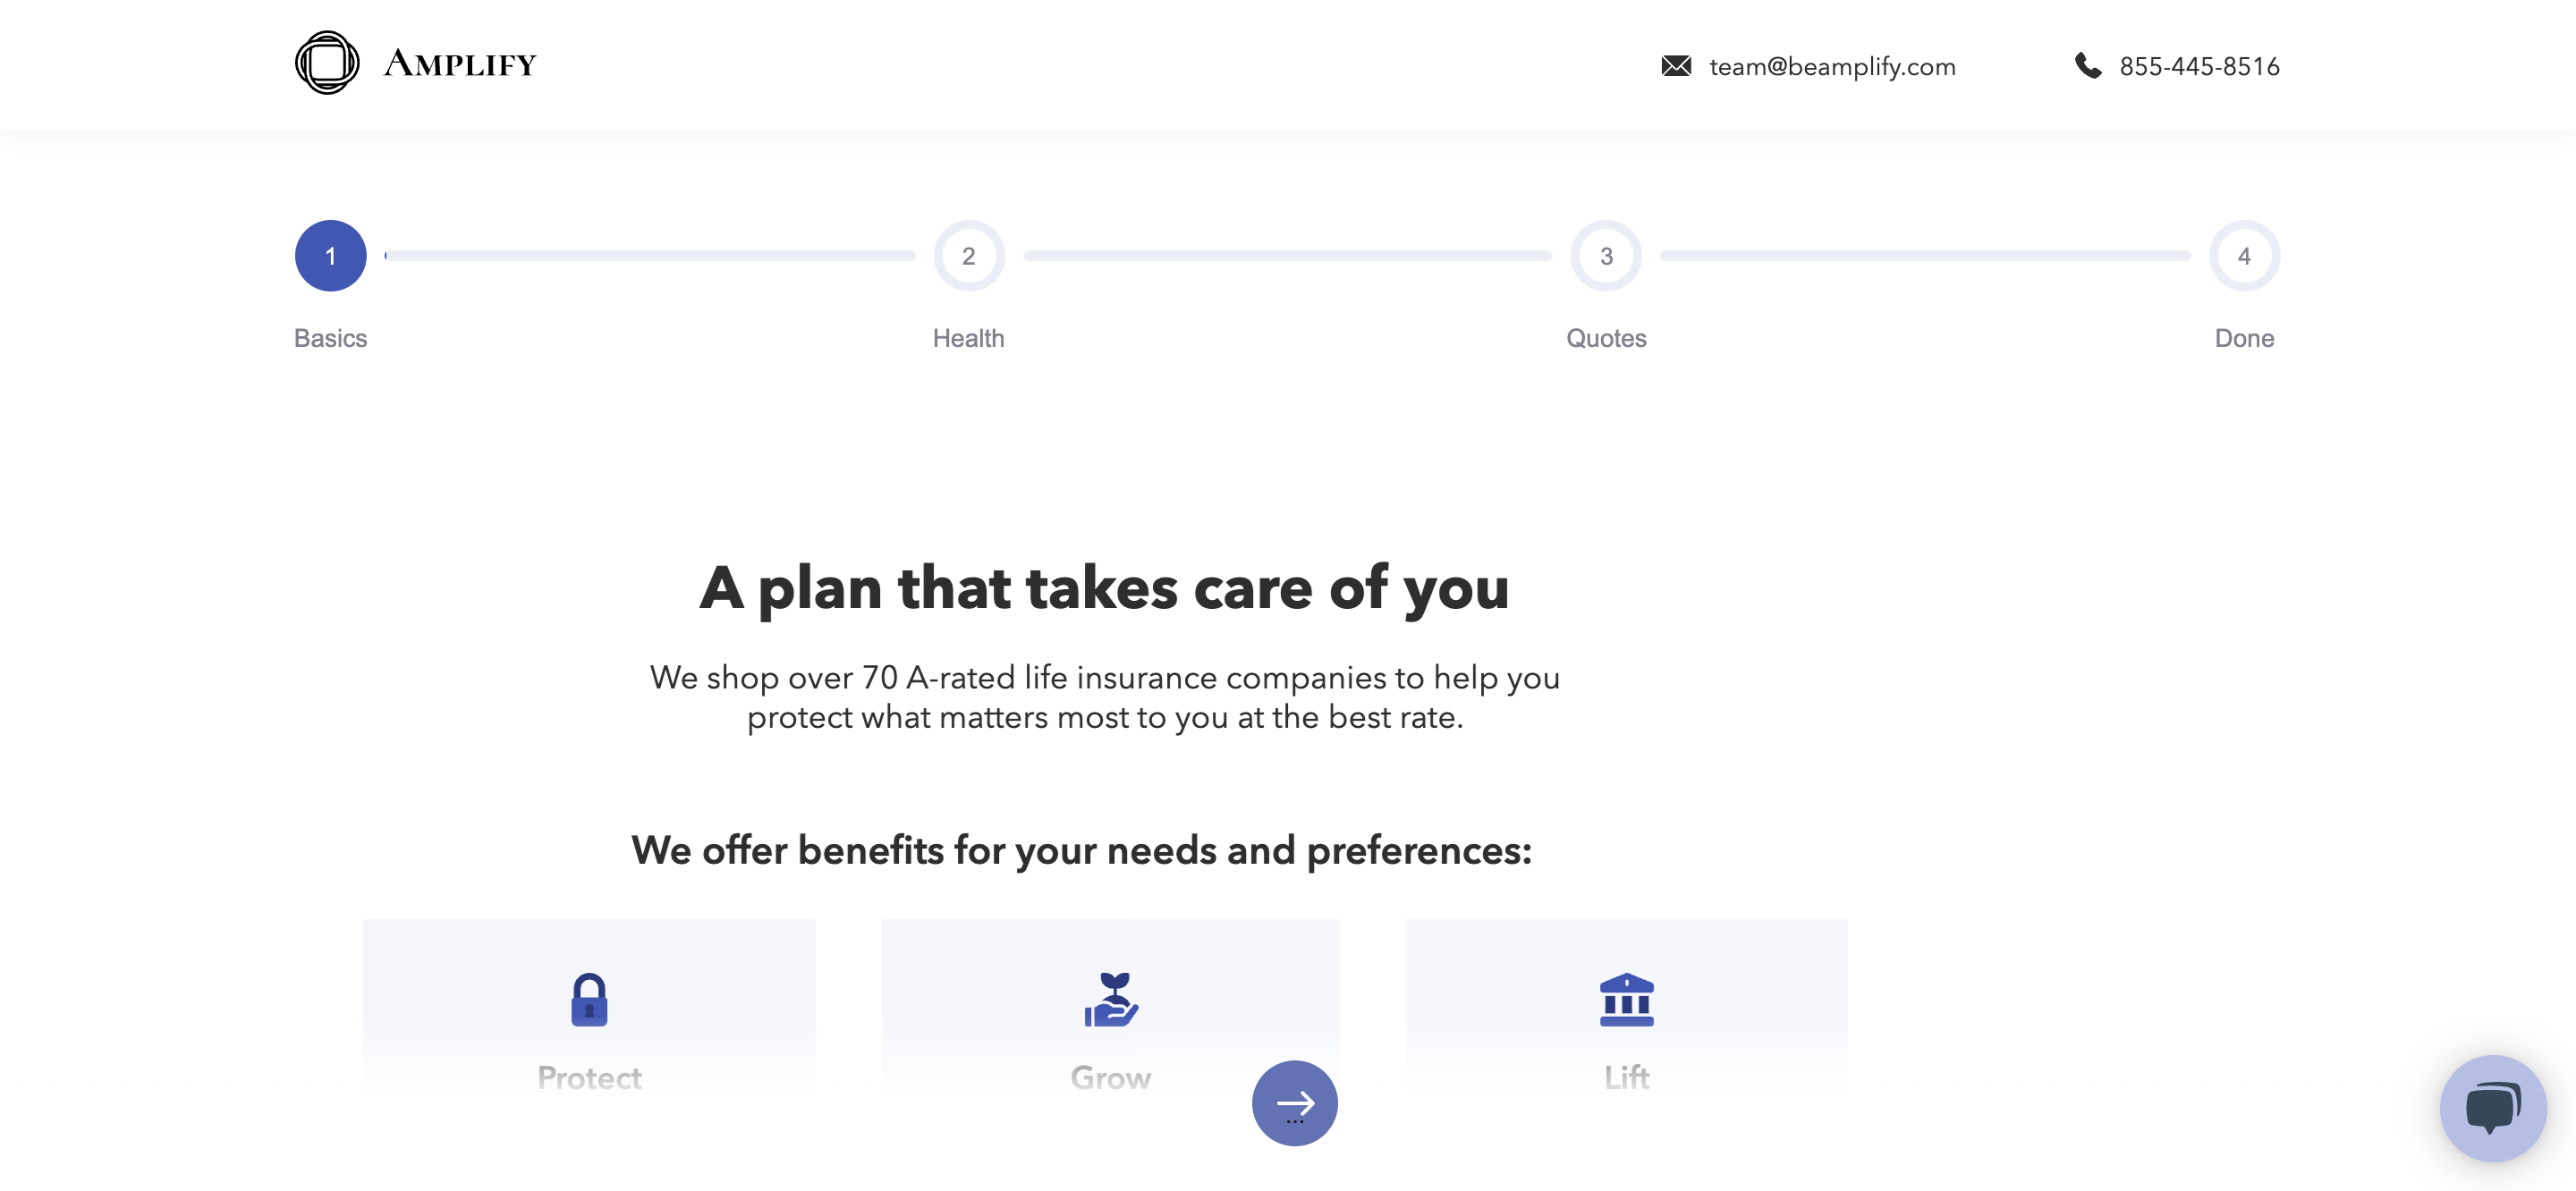 AMPLIFY
team@beamplify.com
855-445-8516
1
2
3
4
Basics
Health
Quotes
Done
A plan that takes care of you
We shop over 70 A-rated life insurance companies to help you
protect what matters most to you at the best rate.
We offer benefits for your needs and preferences:
Protect
Grow
Lift
...